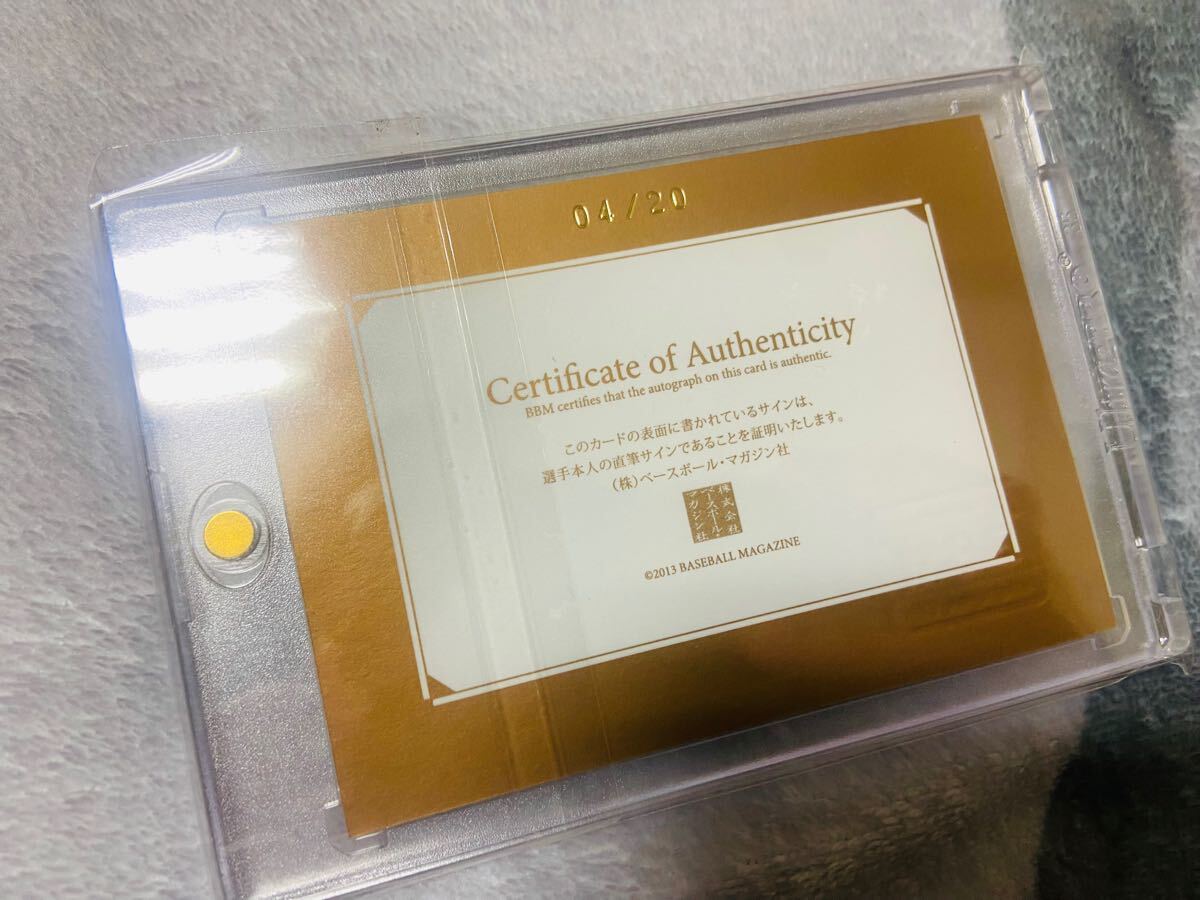 04/20
Certificate of Authenticity
BBM certifies that the autograph on this card is authentic.
このカードの表面に書かれているサインは、
選手本人の直筆サインであることを証明いたします。
(株)ベースボール・マガジン社
株式会社
ベースボール・
マガジン社
©2013 BASEBALL MAGAZINE